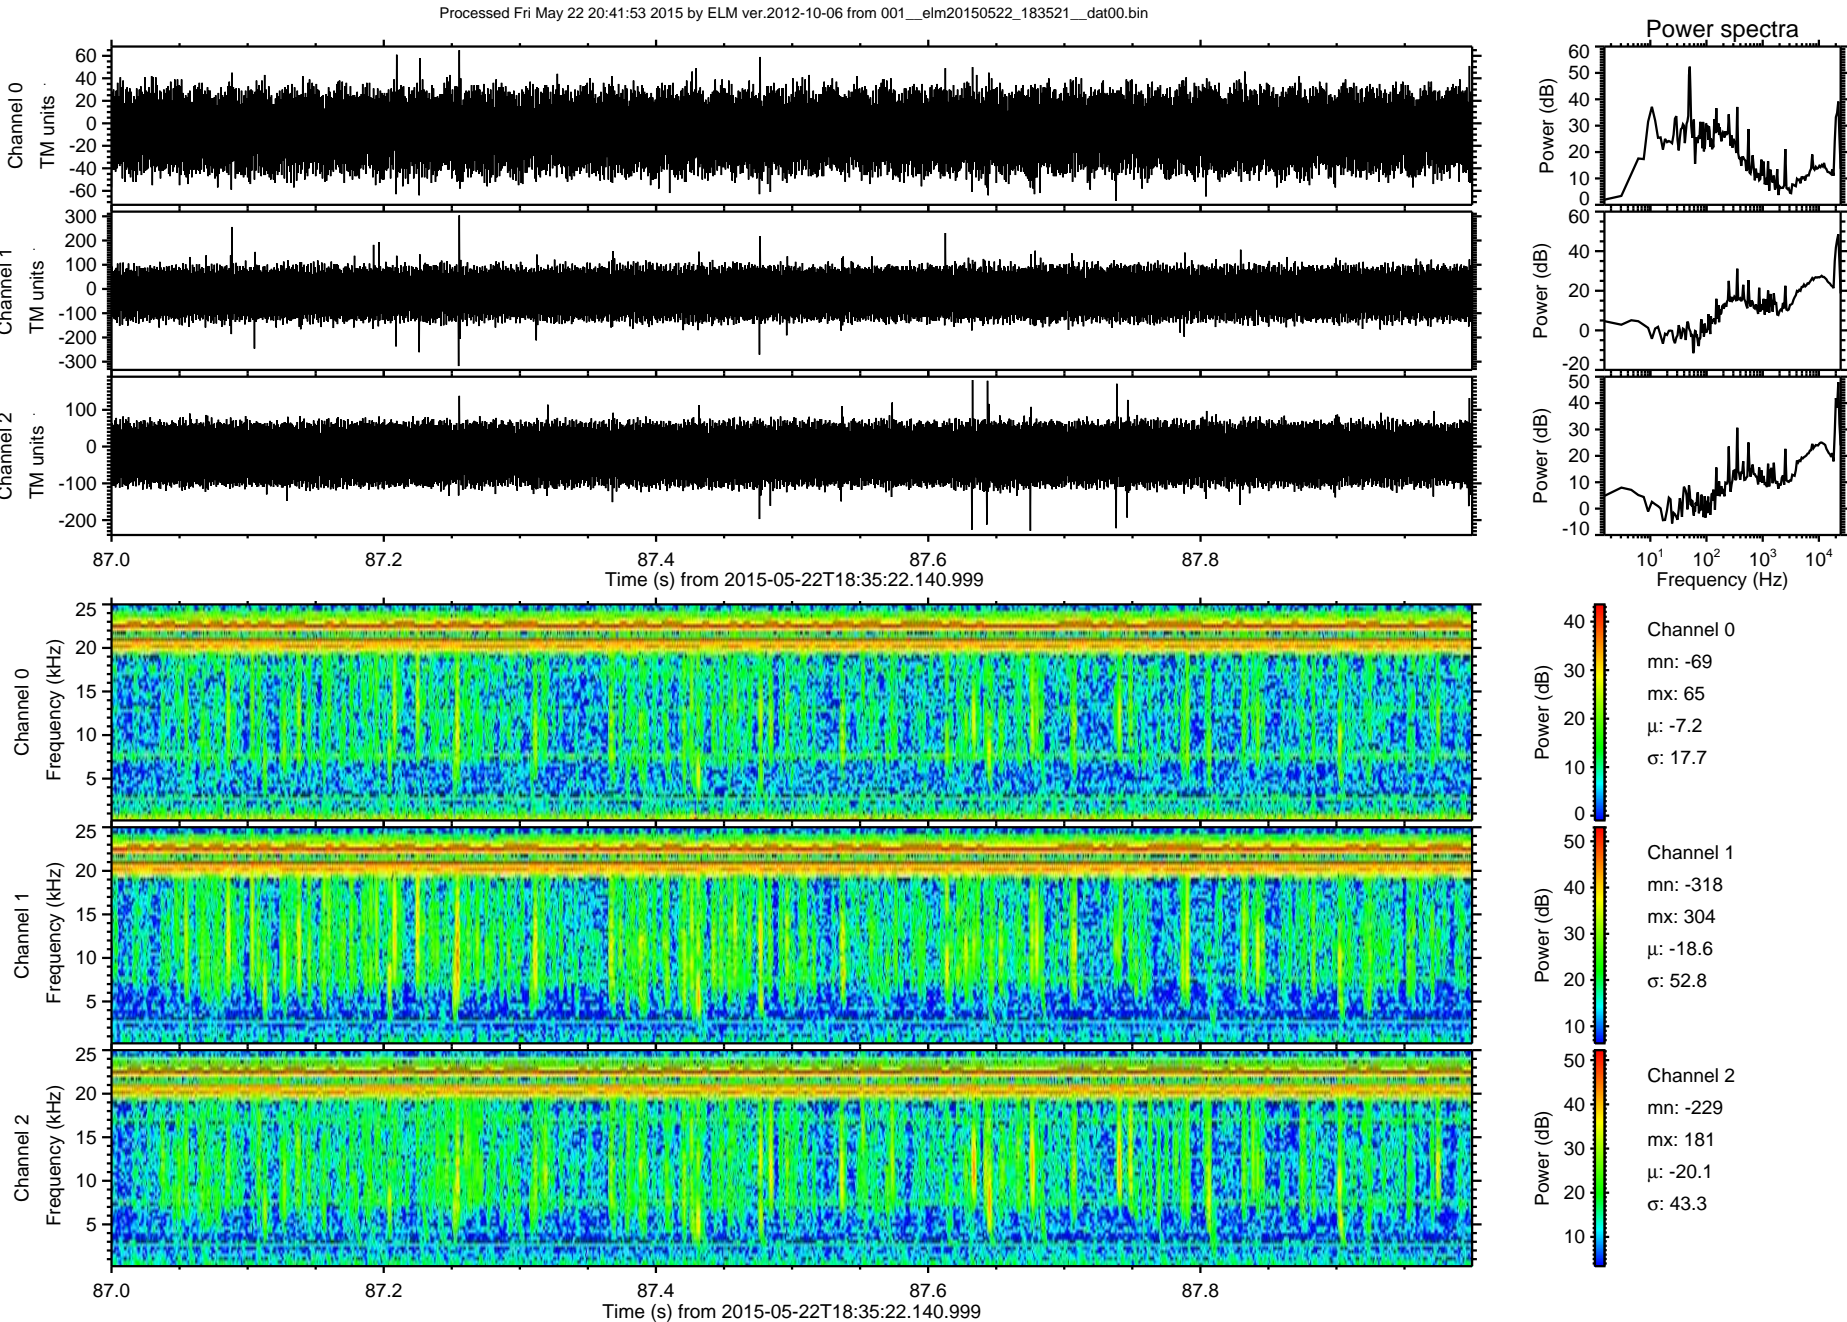 Processed Fri May 22 20:41:53 2015 by ELM ver.2012-10-06 from 001__elm20150522_183521__dat00.bin
Power spectra
Channel 0
TM units
60
40
20
0
-20
-40
-60
Power (dB)
60
50
40
30
20
10
0
Channel 1
TM units
300
200
100
0
-100
-200
-300
Power (dB)
60
40
20
0
-20
Channel 2
TM units
100
0
-100
-200
Power (dB)
50
40
30
20
10
0
-10
87.0 87.2 87.4 87.6 87.8
Time (s) from 2015-05-22T18:35:22.140.999
10¹ 10² 10³ 10⁴
Frequency (Hz)
Channel 0
Frequency (kHz)
25
20
15
10
5
Power (dB)
40
30
20
10
0
Channel 0
mn: -69
mx: 65
μ: -7.2
σ: 17.7
Channel 1
Frequency (kHz)
25
20
15
10
5
Power (dB)
50
40
30
20
10
Channel 1
mn: -318
mx: 304
μ: -18.6
σ: 52.8
Channel 2
Frequency (kHz)
25
20
15
10
5
Power (dB)
50
40
30
20
10
Channel 2
mn: -229
mx: 181
μ: -20.1
σ: 43.3
87.0 87.2 87.4 87.6 87.8
Time (s) from 2015-05-22T18:35:22.140.999